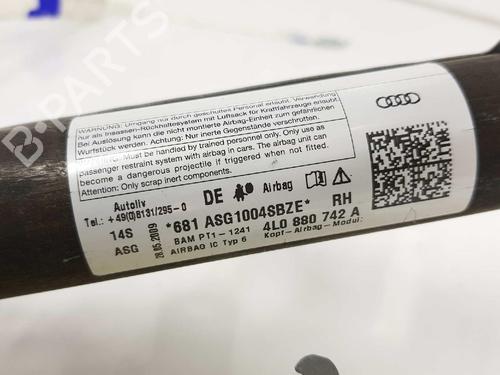 B-PARTS
Warnung: Umgang nur durch geschultes Personal erlaubt. Verwendung
nur als Insassen-Rückhaltesystem mit Luftsack für Kraftfahrzeuge erlaubt.
Bei Auslösung kann die nicht montierte Airbag-Einheit zum gefährlichen
Wurfstück werden. Achtung: Nur inerte Gegenstände verschrotten!
Must be handled by trained personnel only. Use only as
passenger restraint system with airbag in cars. The airbag unit can
become a dangerous projectile if triggered when not fitted.
Attention: Only scrap inert components.
Autoliv
Tel.: +49(0)8131/295-0
DE Airbag
14S *681 ASG1004SBZE* RH
ASG 28.05.2009 BAM PT1-1241 4L0 880 742 A
AIRBAG IC Typ 6 Kopf-Airbag-Modul